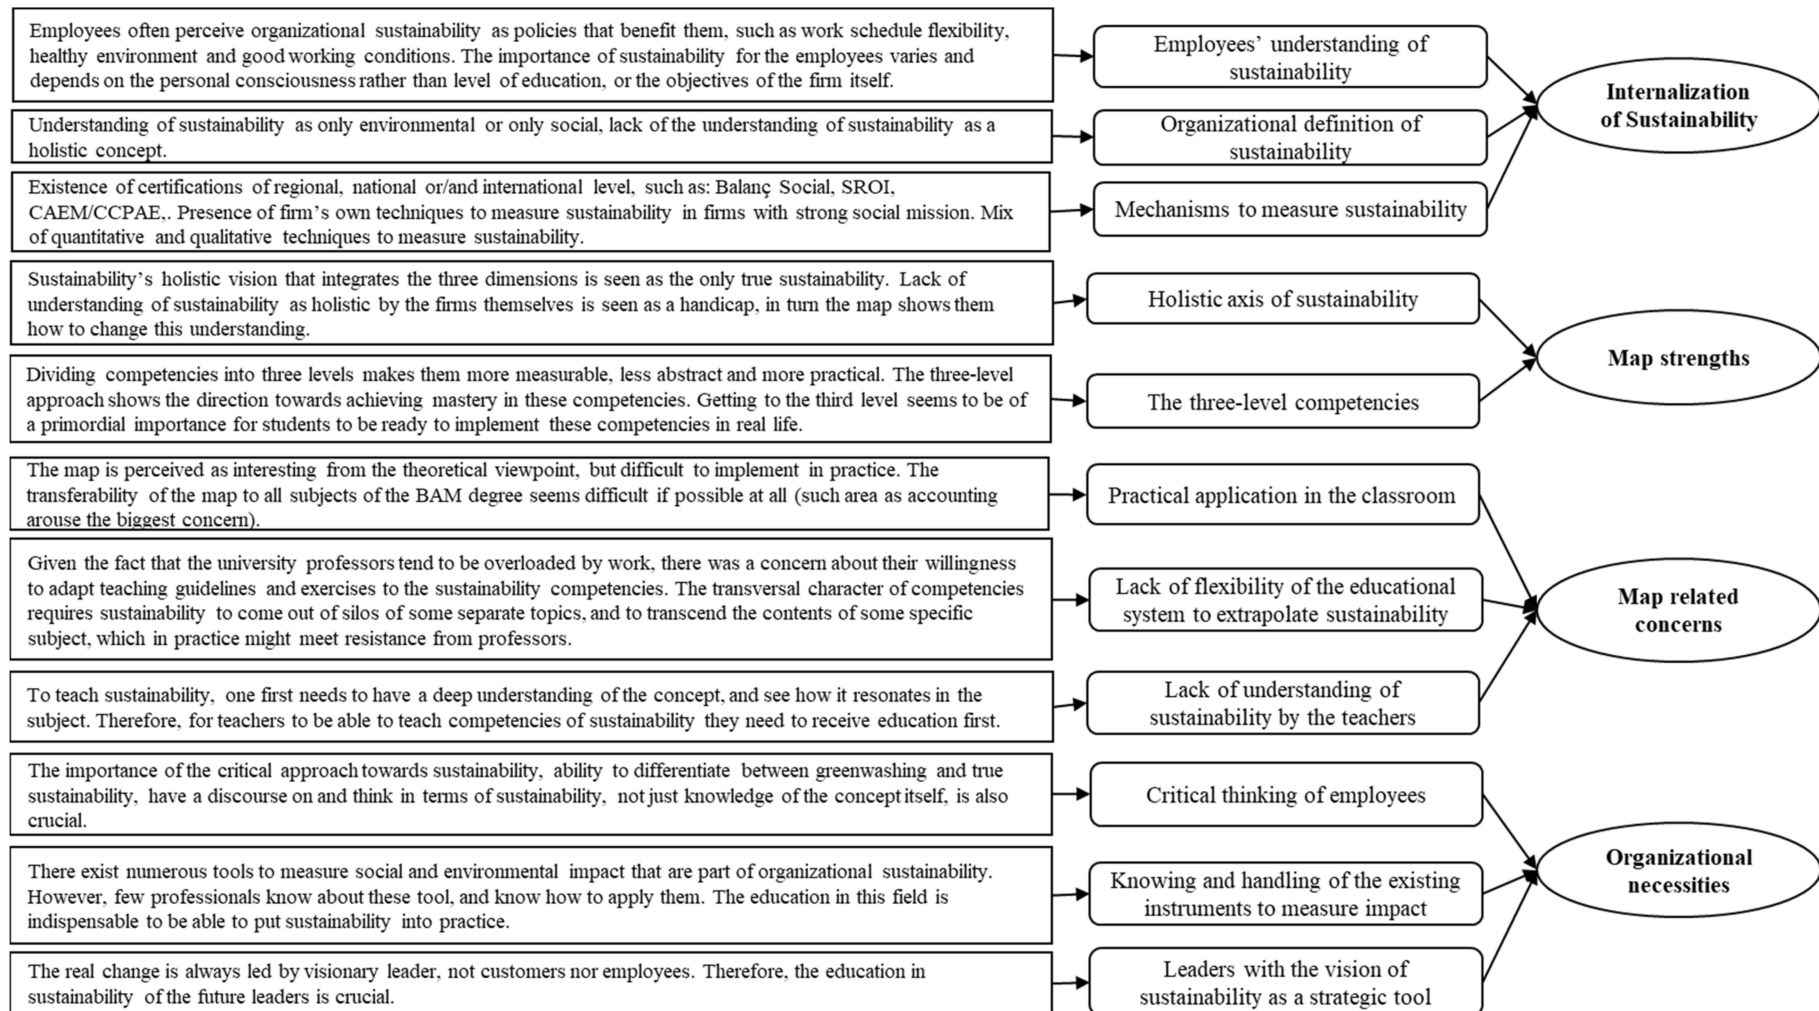 Employees often perceive organizational sustainability as policies that benefit them, such as work schedule flexibility,
healthy environment and good working conditions. The importance of sustainability for the employees varies and
depends on the personal consciousness rather than level of education, or the objectives of the firm itself.
Employees' understanding of
sustainability
Internalization
of Sustainability
Understanding of sustainability as only environmental or only social, lack of the understanding of sustainability as a
holistic concept.
Organizational definition of
sustainability
Existence of certifications of regional, national or/and international level, such as: Balanç Social, SROI,
CAEM/CCPAE,. Presence of firm's own techniques to measure sustainability in firms with strong social mission. Mix
of quantitative and qualitative techniques to measure sustainability.
Mechanisms to measure sustainability
Sustainability's holistic vision that integrates the three dimensions is seen as the only true sustainability. Lack of
understanding of sustainability as holistic by the firms themselves is seen as a handicap, in turn the map shows them
how to change this understanding.
Holistic axis of sustainability
Map strengths
Dividing competencies into three levels makes them more measurable, less abstract and more practical. The three-level
approach shows the direction towards achieving mastery in these competencies. Getting to the third level seems to be of
a primordial importance for students to be ready to implement these competencies in real life.
The three-level competencies
The map is perceived as interesting from the theoretical viewpoint, but difficult to implement in practice. The
transferability of the map to all subjects of the BAM degree seems difficult if possible at all (such area as accounting
arouse the biggest concern).
Practical application in the classroom
Given the fact that the university professors tend to be overloaded by work, there was a concern about their willingness
to adapt teaching guidelines and exercises to the sustainability competencies. The transversal character of competencies
requires sustainability to come out of silos of some separate topics, and to transcend the contents of some specific
subject, which in practice might meet resistance from professors.
Lack of flexibility of the educational
system to extrapolate sustainability
Map related
concerns
To teach sustainability, one first needs to have a deep understanding of the concept, and see how it resonates in the
subject. Therefore, for teachers to be able to teach competencies of sustainability they need to receive education first.
Lack of understanding of
sustainability by the teachers
The importance of the critical approach towards sustainability, ability to differentiate between greenwashing and true
sustainability, have a discourse on and think in terms of sustainability, not just knowledge of the concept itself, is also
crucial.
Critical thinking of employees
There exist numerous tools to measure social and environmental impact that are part of organizational sustainability.
However, few professionals know about these tool, and know how to apply them. The education in this field is
indispensable to be able to put sustainability into practice.
Knowing and handling of the existing
instruments to measure impact
Organizational
necessities
The real change is always led by visionary leader, not customers nor employees. Therefore, the education in
sustainability of the future leaders is crucial.
Leaders with the vision of
sustainability as a strategic tool